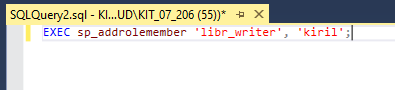 SQLQuery2.sql - KI...UD\KIT_07_206 (55))*
EXEC sp_addrolemember 'libr_writer', 'kiril';